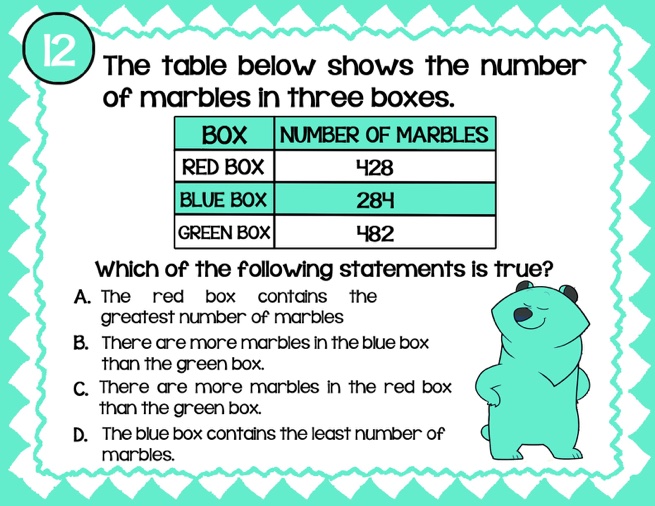 12
The table below shows the number
of marbles in three boxes.
BOX NUMBER OF MARBLES
RED BOX 428
BLUE BOX 284
GREEN BOX 482
Which of the following statements is true?
A. The red box contains the
greatest number of marbles
B. There are more marbles in the blue box
than the green box.
C. There are more marbles in the red box
than the green box.
D. The blue box contains the least number of
marbles.